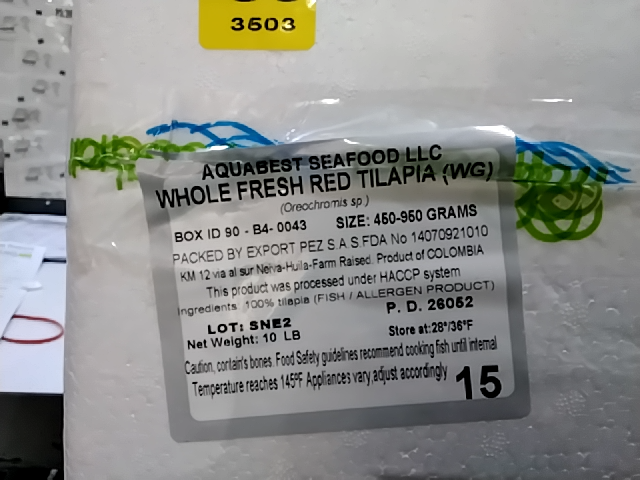 3503
AQUABEST SEAFOOD LLC
WHOLE FRESH RED TILAPIA (WG)
(Oreochromis sp.)
BOX ID 90 - B4- 0043 SIZE: 450-950 GRAMS
PACKED BY EXPORT PEZ S.A.S FDA No 14070921010
KM 12 via al sur Neiva-Huila-Farm Raised. Product of COLOMBIA
This product was processed under HACCP system
Ingredients: 100% tilapia (FISH / ALLERGEN PRODUCT)
LOT: SNE2 P. D. 26052
Net Weight: 10 LB Store at:28°/36°F
Caution, contain's bones. Food Safety guidelines recommend cooking fish until internal
Temperature reaches 145°F Appliances vary,adjust accordingly 15